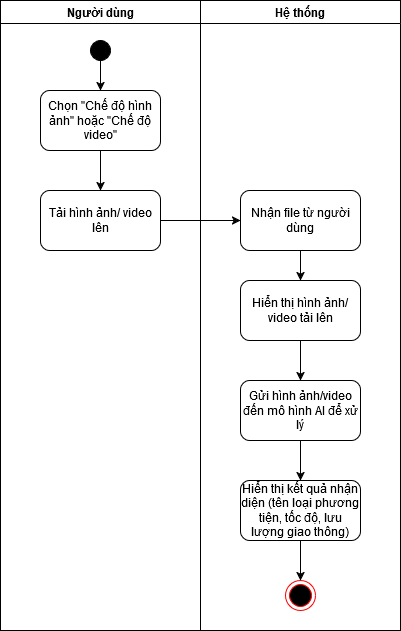 Người dùng
Hệ thống
Chọn "Chế độ hình
ảnh" hoặc "Chế độ
video"
Tải hình ảnh/ video
lên
Nhận file từ người
dùng
Hiển thị hình ảnh/
video tải lên
Gửi hình ảnh/video
đến mô hình AI để xử
lý
Hiển thị kết quả nhận
diện (tên loại phương
tiện, tốc độ, lưu
lượng giao thông)